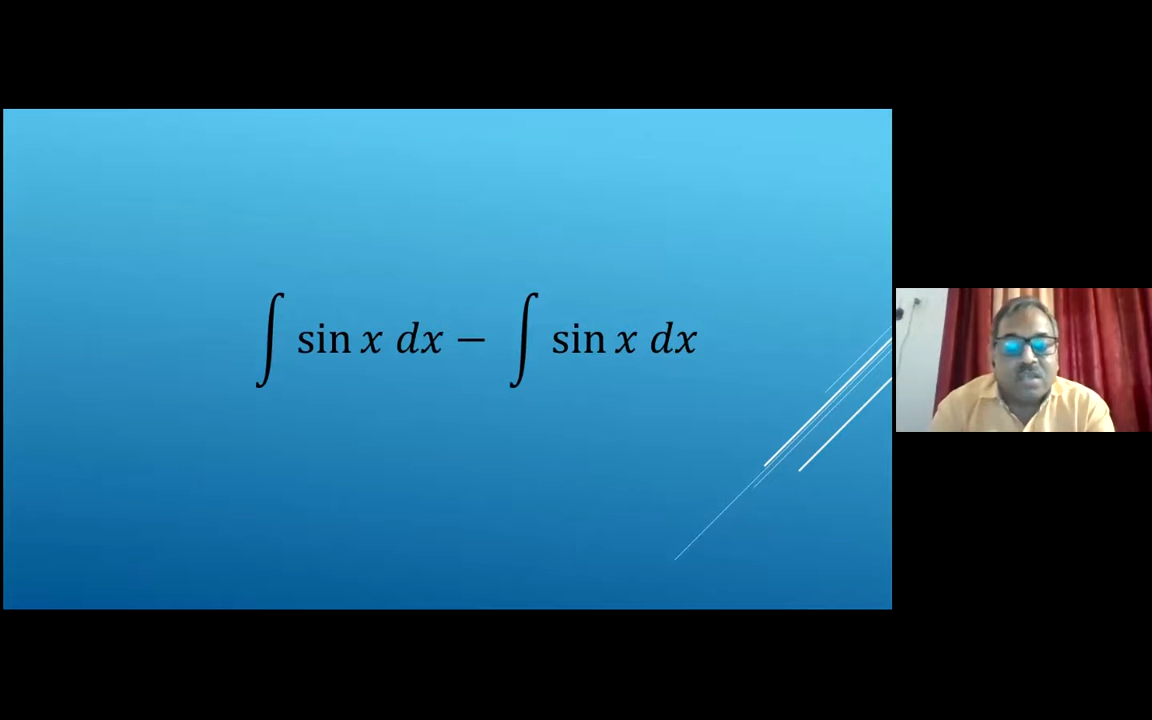 ∫ sin x dx − ∫ sin x dx